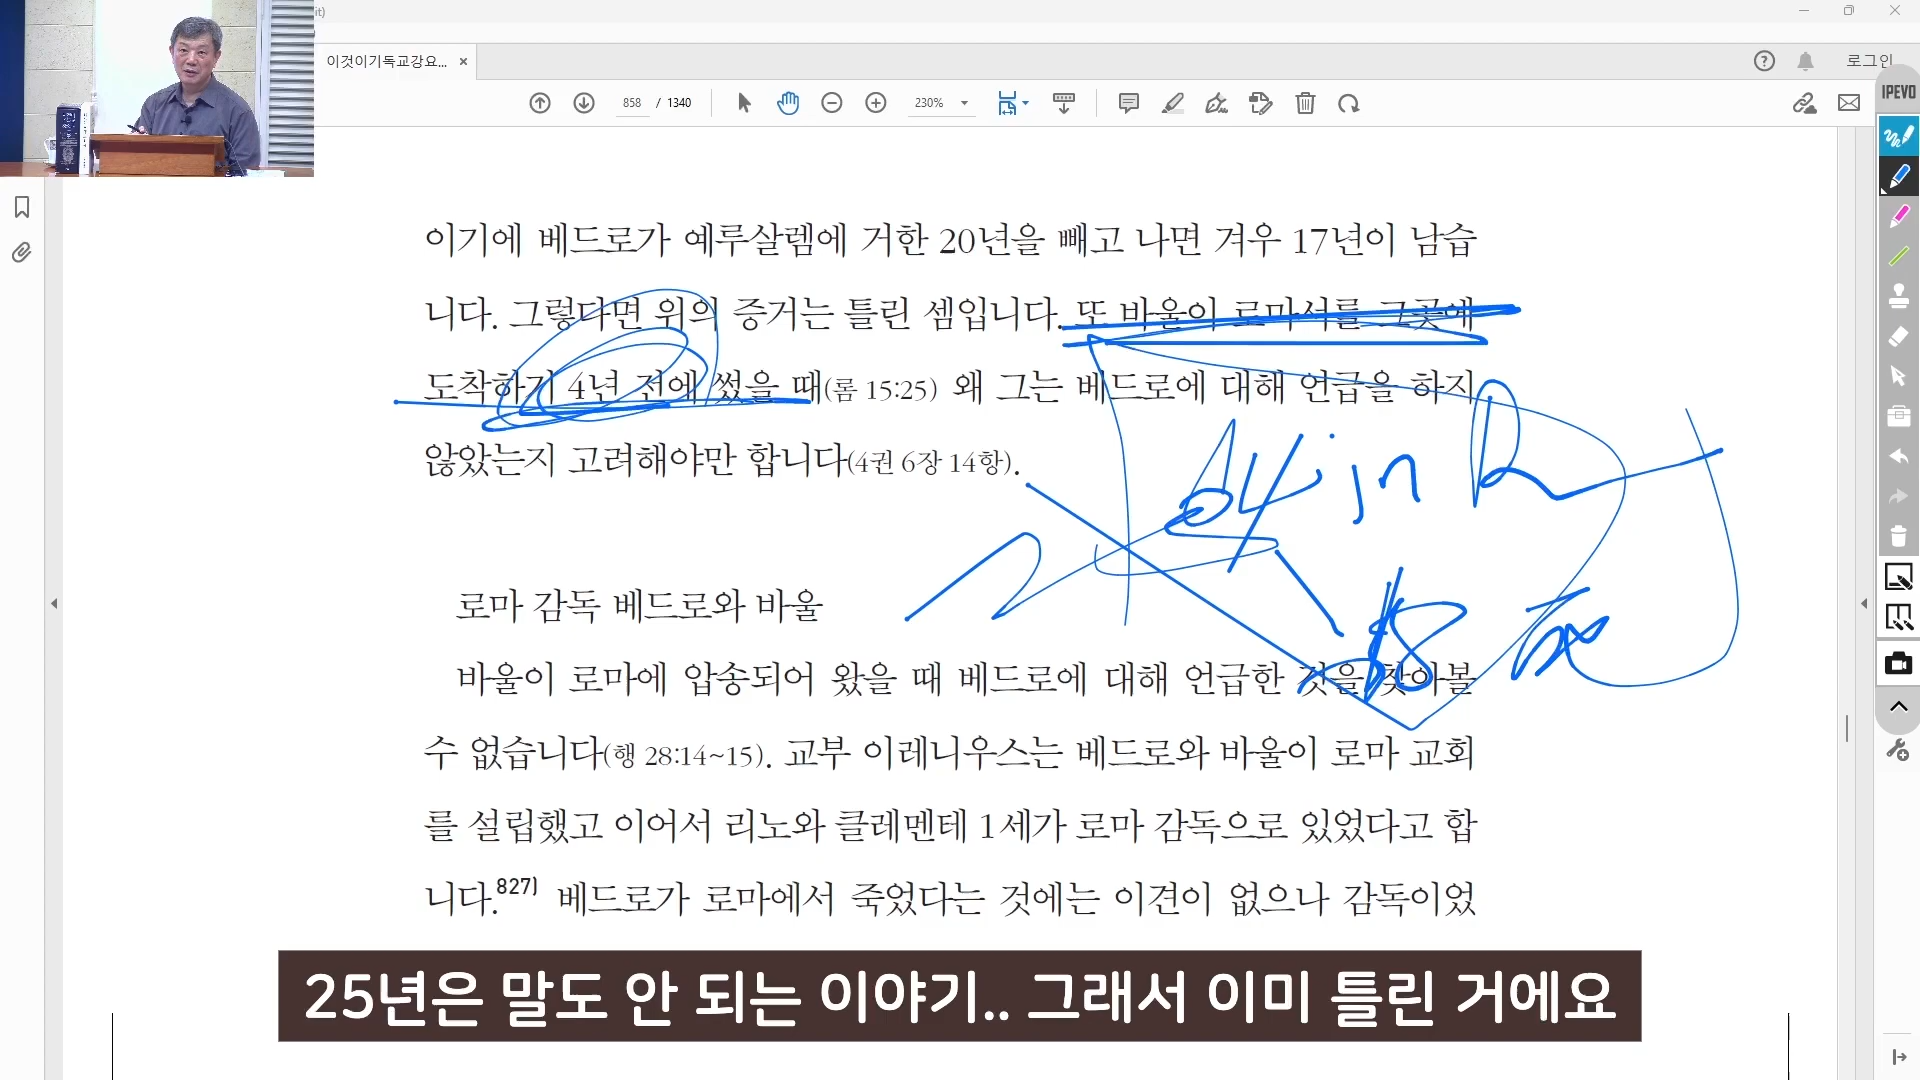 it)
이것이기독교강요... ×
로그인
858 / 1340
230%
IPEVO
이기에 베드로가 예루살렘에 거한 20년을 빼고 나면 겨우 17년이 남습
니다. 그렇다면 위의 증거는 틀린 셈입니다. 또 바울이 로마서를 그곳에
도착하기 4년 전에 썼을 때(롬 15:25) 왜 그는 베드로에 대해 언급을 하지
않았는지 고려해야만 합니다(4권 6장 14항).
in R
로마 감독 베드로와 바울
바울이 로마에 압송되어 왔을 때 베드로에 대해 언급한 것을 찾아볼
수 없습니다(행 28:14~15). 교부 이레니우스는 베드로와 바울이 로마 교회
를 설립했고 이어서 리노와 클레멘테 1세가 로마 감독으로 있었다고 합
니다.827) 베드로가 로마에서 죽었다는 것에는 이견이 없으나 감독이었
25년은 말도 안 되는 이야기.. 그래서 이미 틀린 거에요